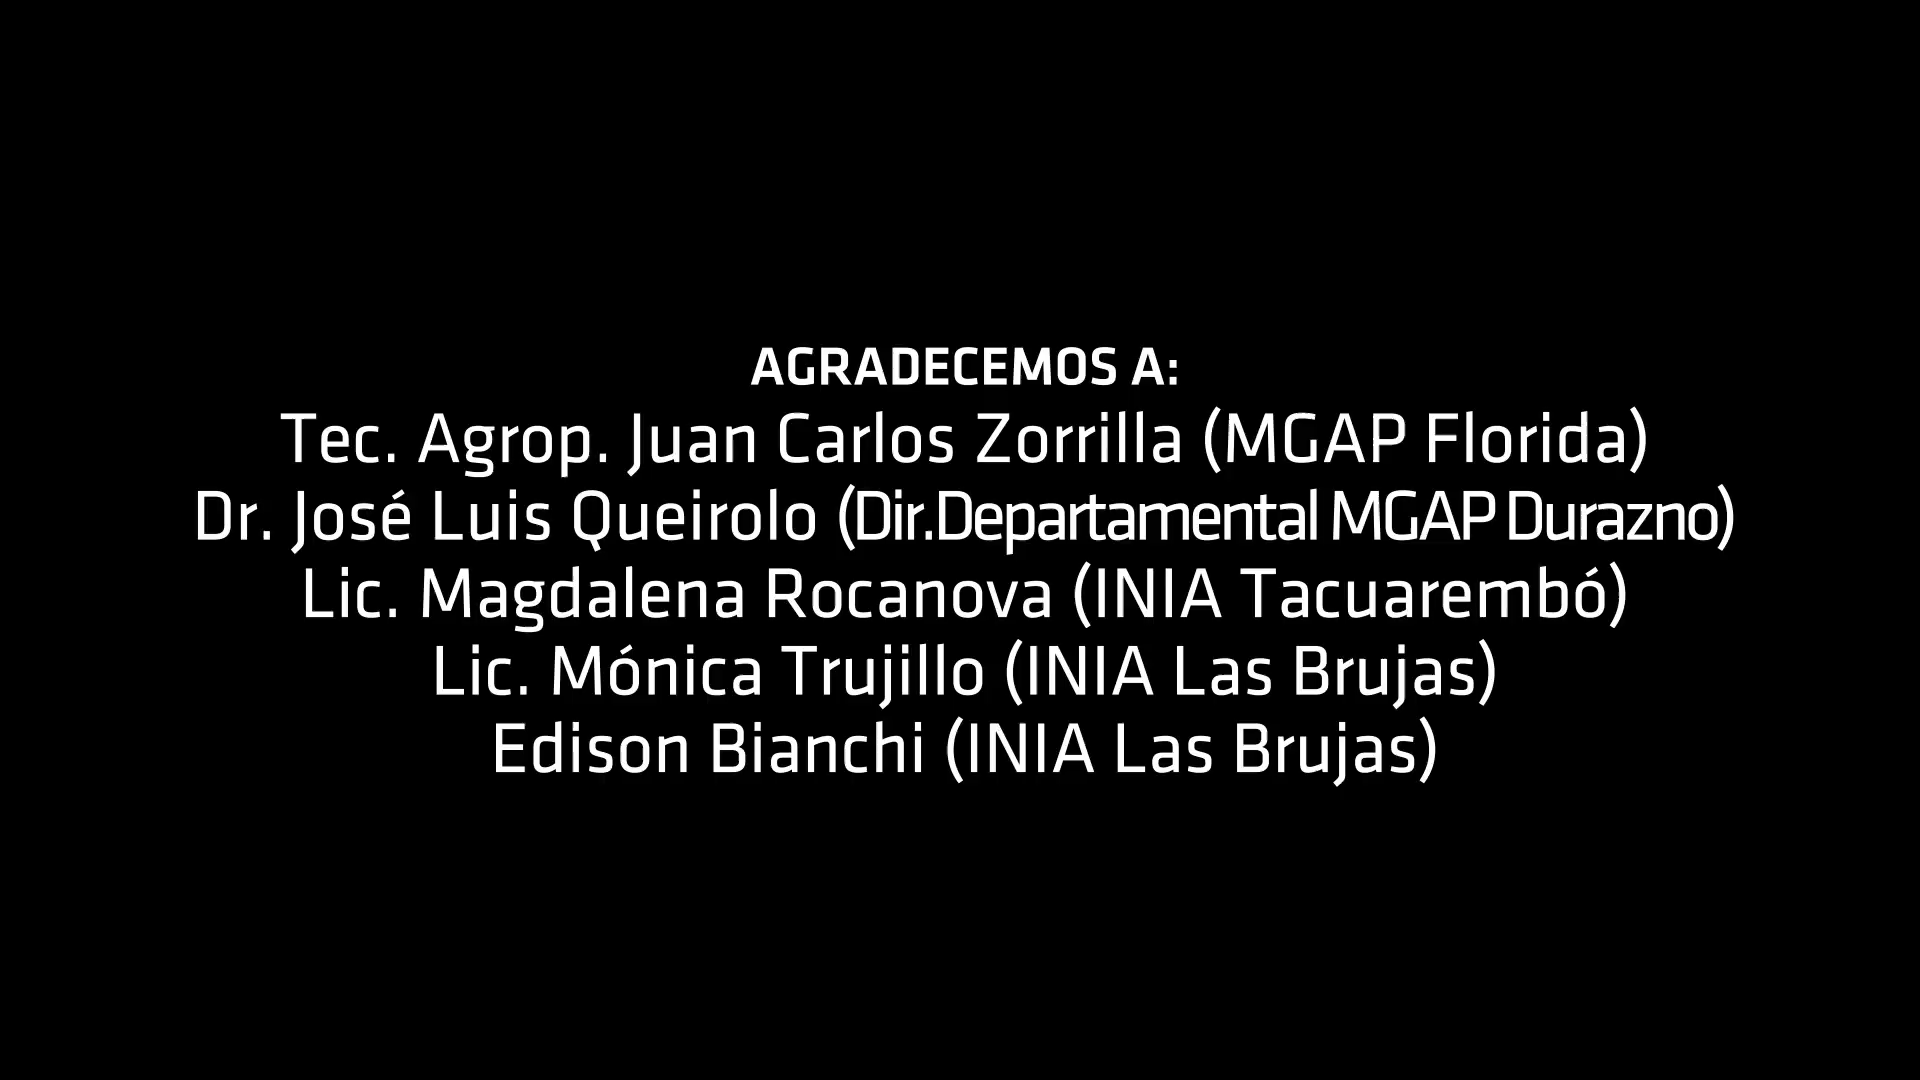 AGRADECEMOS A:
Tec. Agrop. Juan Carlos Zorrilla (MGAP Florida)
Dr. José Luis Queirolo (Dir.Departamental MGAP Durazno)
Lic. Magdalena Rocanova (INIA Tacuarembó)
Lic. Mónica Trujillo (INIA Las Brujas)
Edison Bianchi (INIA Las Brujas)